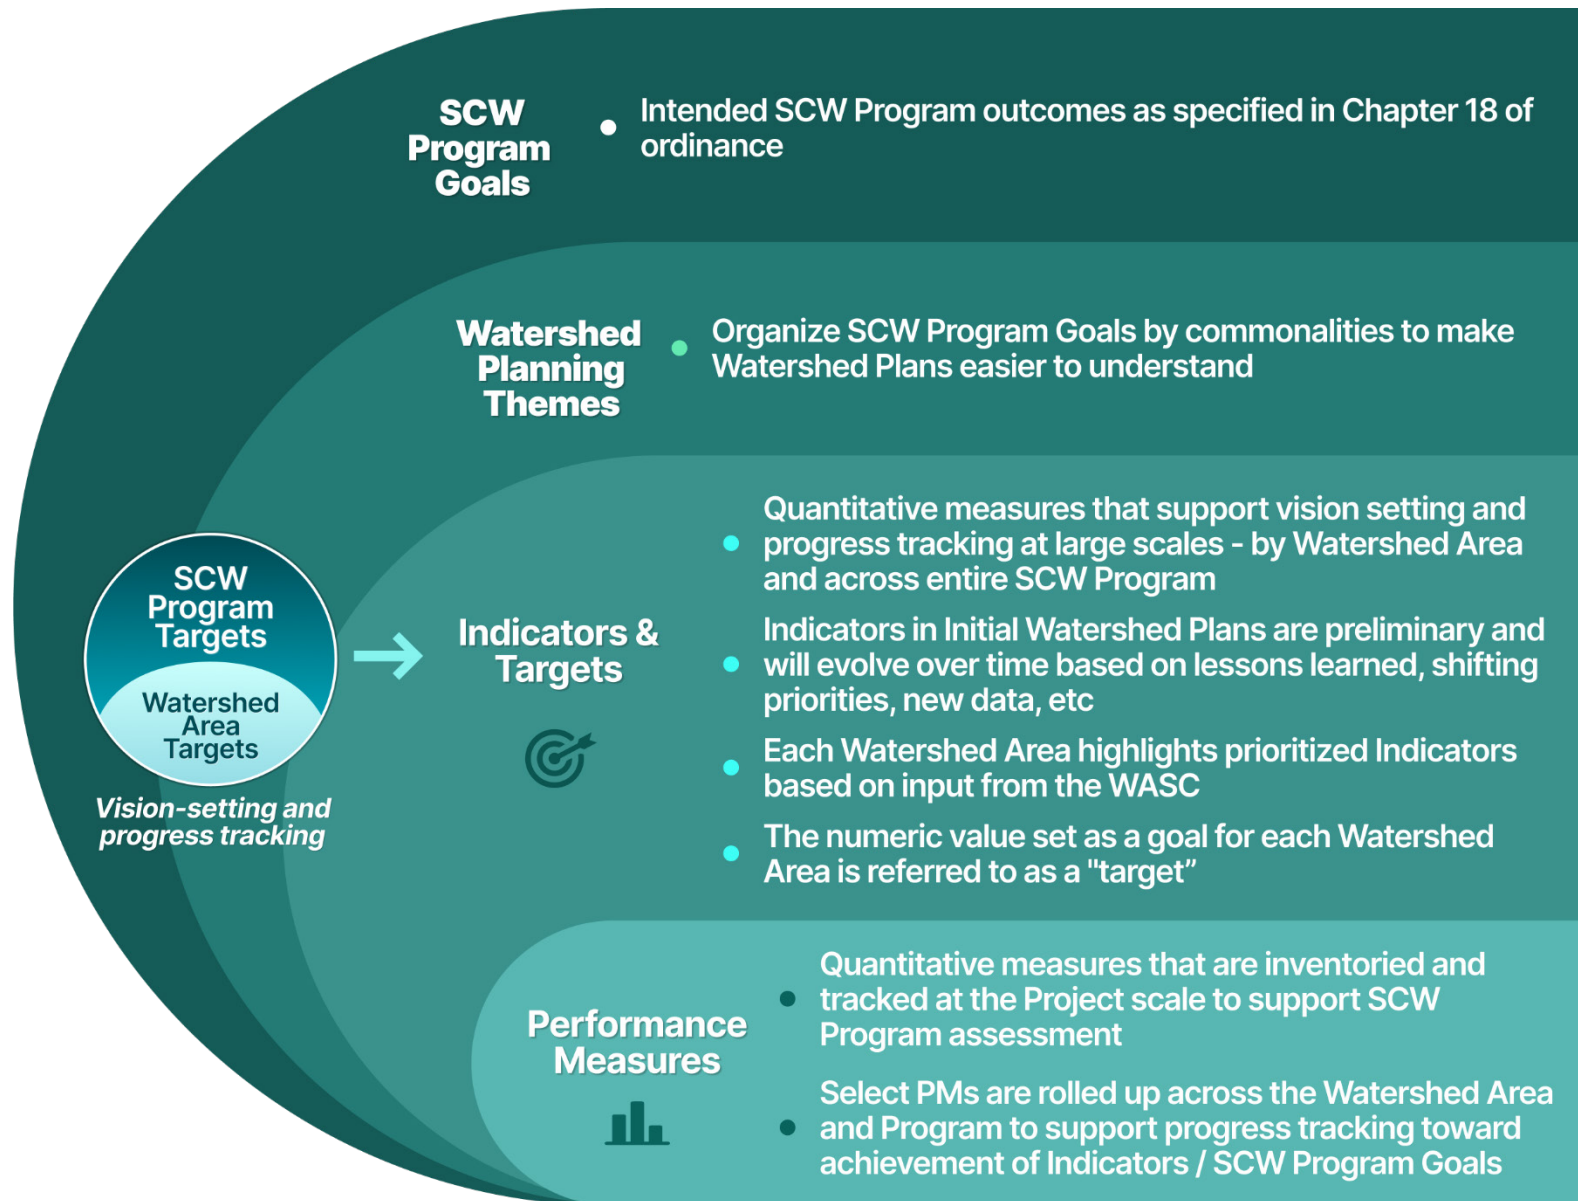 SCW
Program
Goals
Intended SCW Program outcomes as specified in Chapter 18 of
ordinance
Watershed
Planning
Themes
Organize SCW Program Goals by commonalities to make
Watershed Plans easier to understand
SCW
Program
Targets
Watershed
Area
Targets
Vision-setting and
progress tracking
Indicators &
Targets
Quantitative measures that support vision setting and
progress tracking at large scales - by Watershed Area
and across entire SCW Program
Indicators in Initial Watershed Plans are preliminary and
will evolve over time based on lessons learned, shifting
priorities, new data, etc
Each Watershed Area highlights prioritized Indicators
based on input from the WASC
The numeric value set as a goal for each Watershed
Area is referred to as a "target”
Performance
Measures
Quantitative measures that are inventoried and
tracked at the Project scale to support SCW
Program assessment
Select PMs are rolled up across the Watershed Area
and Program to support progress tracking toward
achievement of Indicators / SCW Program Goals